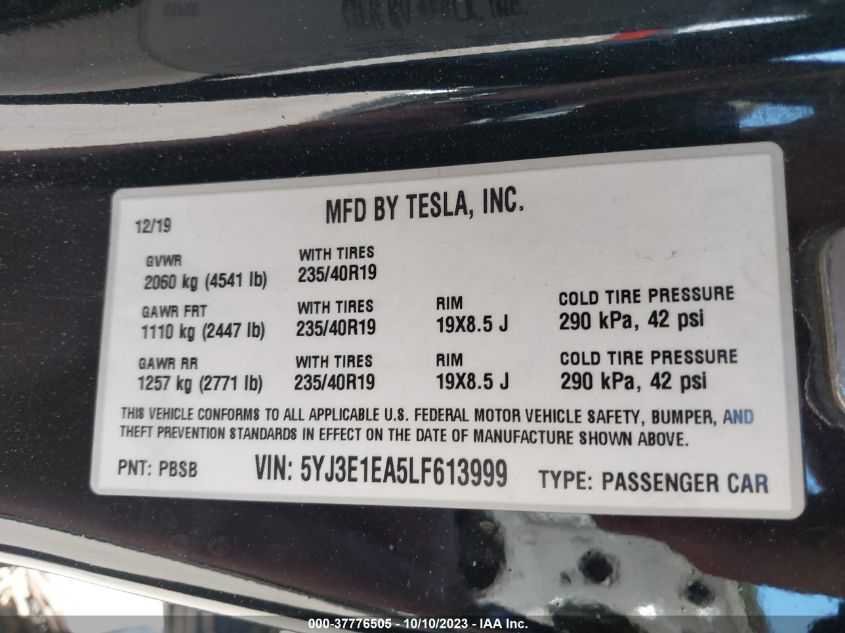 MFD BY TESLA, INC.
12/19
GVWR WITH TIRES
2060 kg (4541 lb) 235/40R19
GAWR FRT WITH TIRES RIM COLD TIRE PRESSURE
1110 kg (2447 lb) 235/40R19 19X8.5 J 290 kPa, 42 psi
GAWR RR WITH TIRES RIM COLD TIRE PRESSURE
1257 kg (2771 lb) 235/40R19 19X8.5 J 290 kPa, 42 psi
THIS VEHICLE CONFORMS TO ALL APPLICABLE U.S. FEDERAL MOTOR VEHICLE SAFETY, BUMPER, AND
THEFT PREVENTION STANDARDS IN EFFECT ON THE DATE OF MANUFACTURE SHOWN ABOVE.
PNT: PBSB VIN: 5YJ3E1EA5LF613999 TYPE: PASSENGER CAR
000-37776505 - 10/10/2023 - IAA Inc.